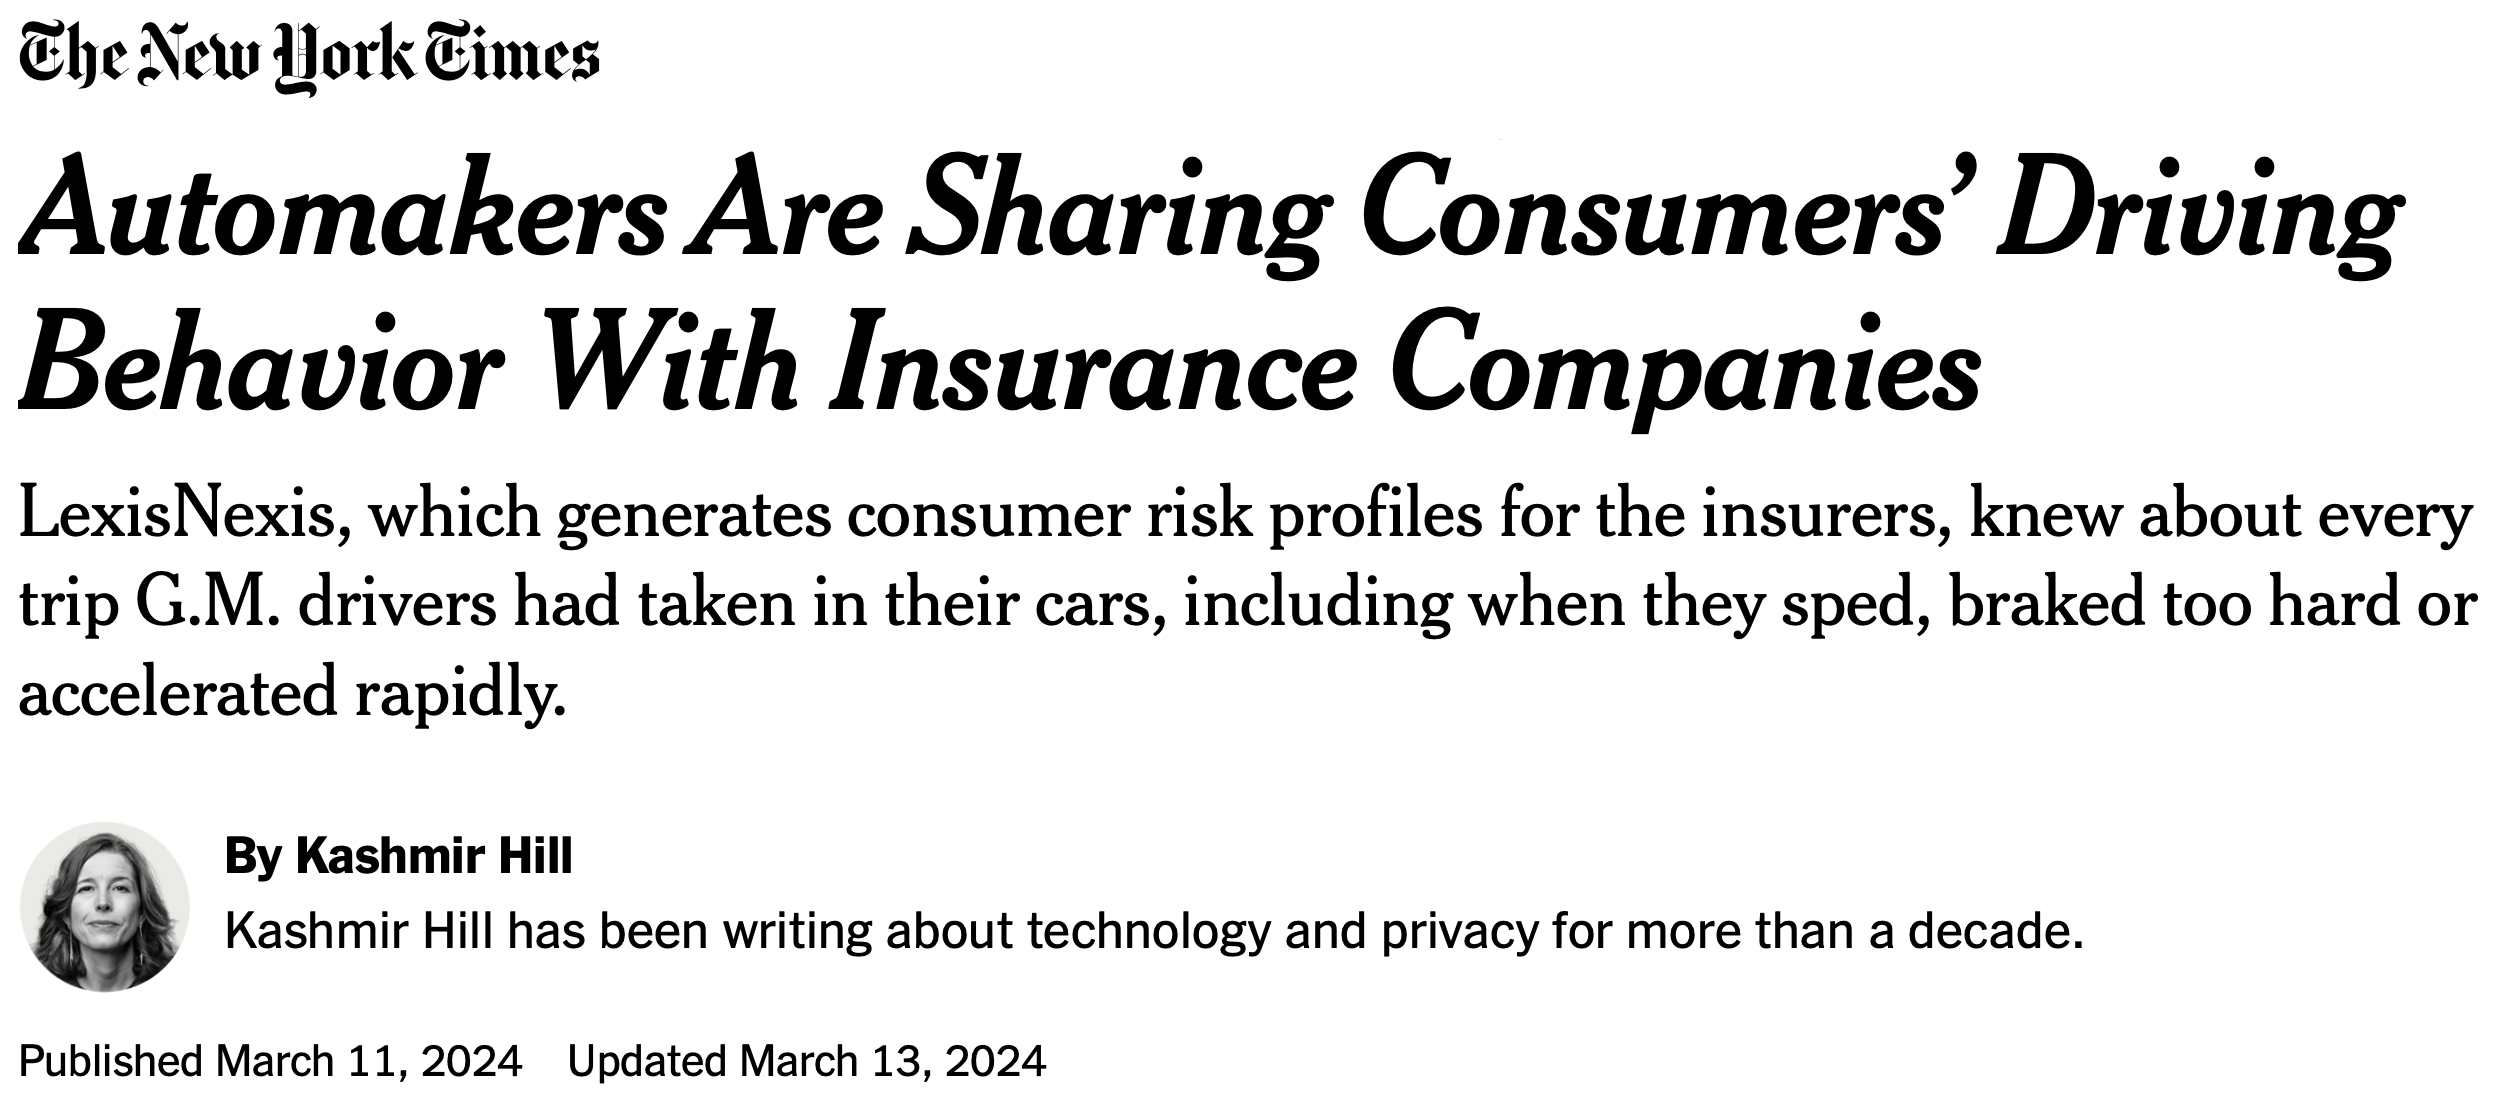 The New York Times
Automakers Are Sharing Consumers’ Driving
Behavior With Insurance Companies
LexisNexis, which generates consumer risk profiles for the insurers, knew about every
trip G.M. drivers had taken in their cars, including when they sped, braked too hard or
accelerated rapidly.
By Kashmir Hill
Kashmir Hill has been writing about technology and privacy for more than a decade.
Published March 11, 2024 Updated March 13, 2024